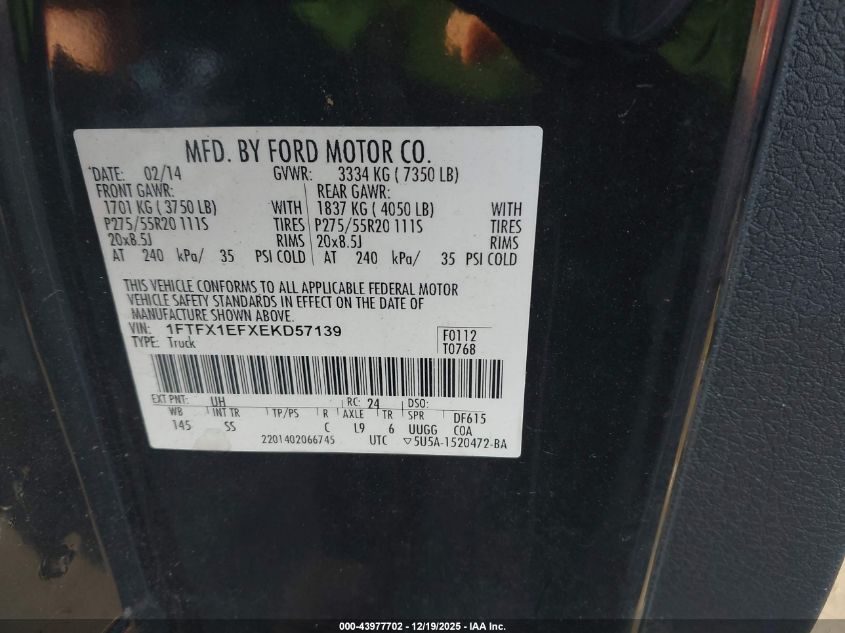 MFD. BY FORD MOTOR CO.
DATE: 02/14 GVWR: 3334 KG ( 7350 LB)
FRONT GAWR: REAR GAWR:
1701 KG ( 3750 LB) WITH 1837 KG ( 4050 LB) WITH
P275/55R20 111S TIRES P275/55R20 111S TIRES
20x8.5J RIMS 20x8.5J RIMS
AT 240 kPa/ 35 PSI COLD AT 240 kPa/ 35 PSI COLD
THIS VEHICLE CONFORMS TO ALL APPLICABLE FEDERAL MOTOR
VEHICLE SAFETY STANDARDS IN EFFECT ON THE DATE OF
MANUFACTURE SHOWN ABOVE.
VIN: 1FTFX1EFXEKD57139 F0112
TYPE: Truck T0768
EXT PNT: UH RC: 24 DSO:
WB INT TR TP/PS R AXLE TR SPR DF615
145 SS C L9 6 UUGG COA
2201402066745 UTC ▽5U5A-1520472-BA
000-43977702 - 12/19/2025 - IAA Inc.